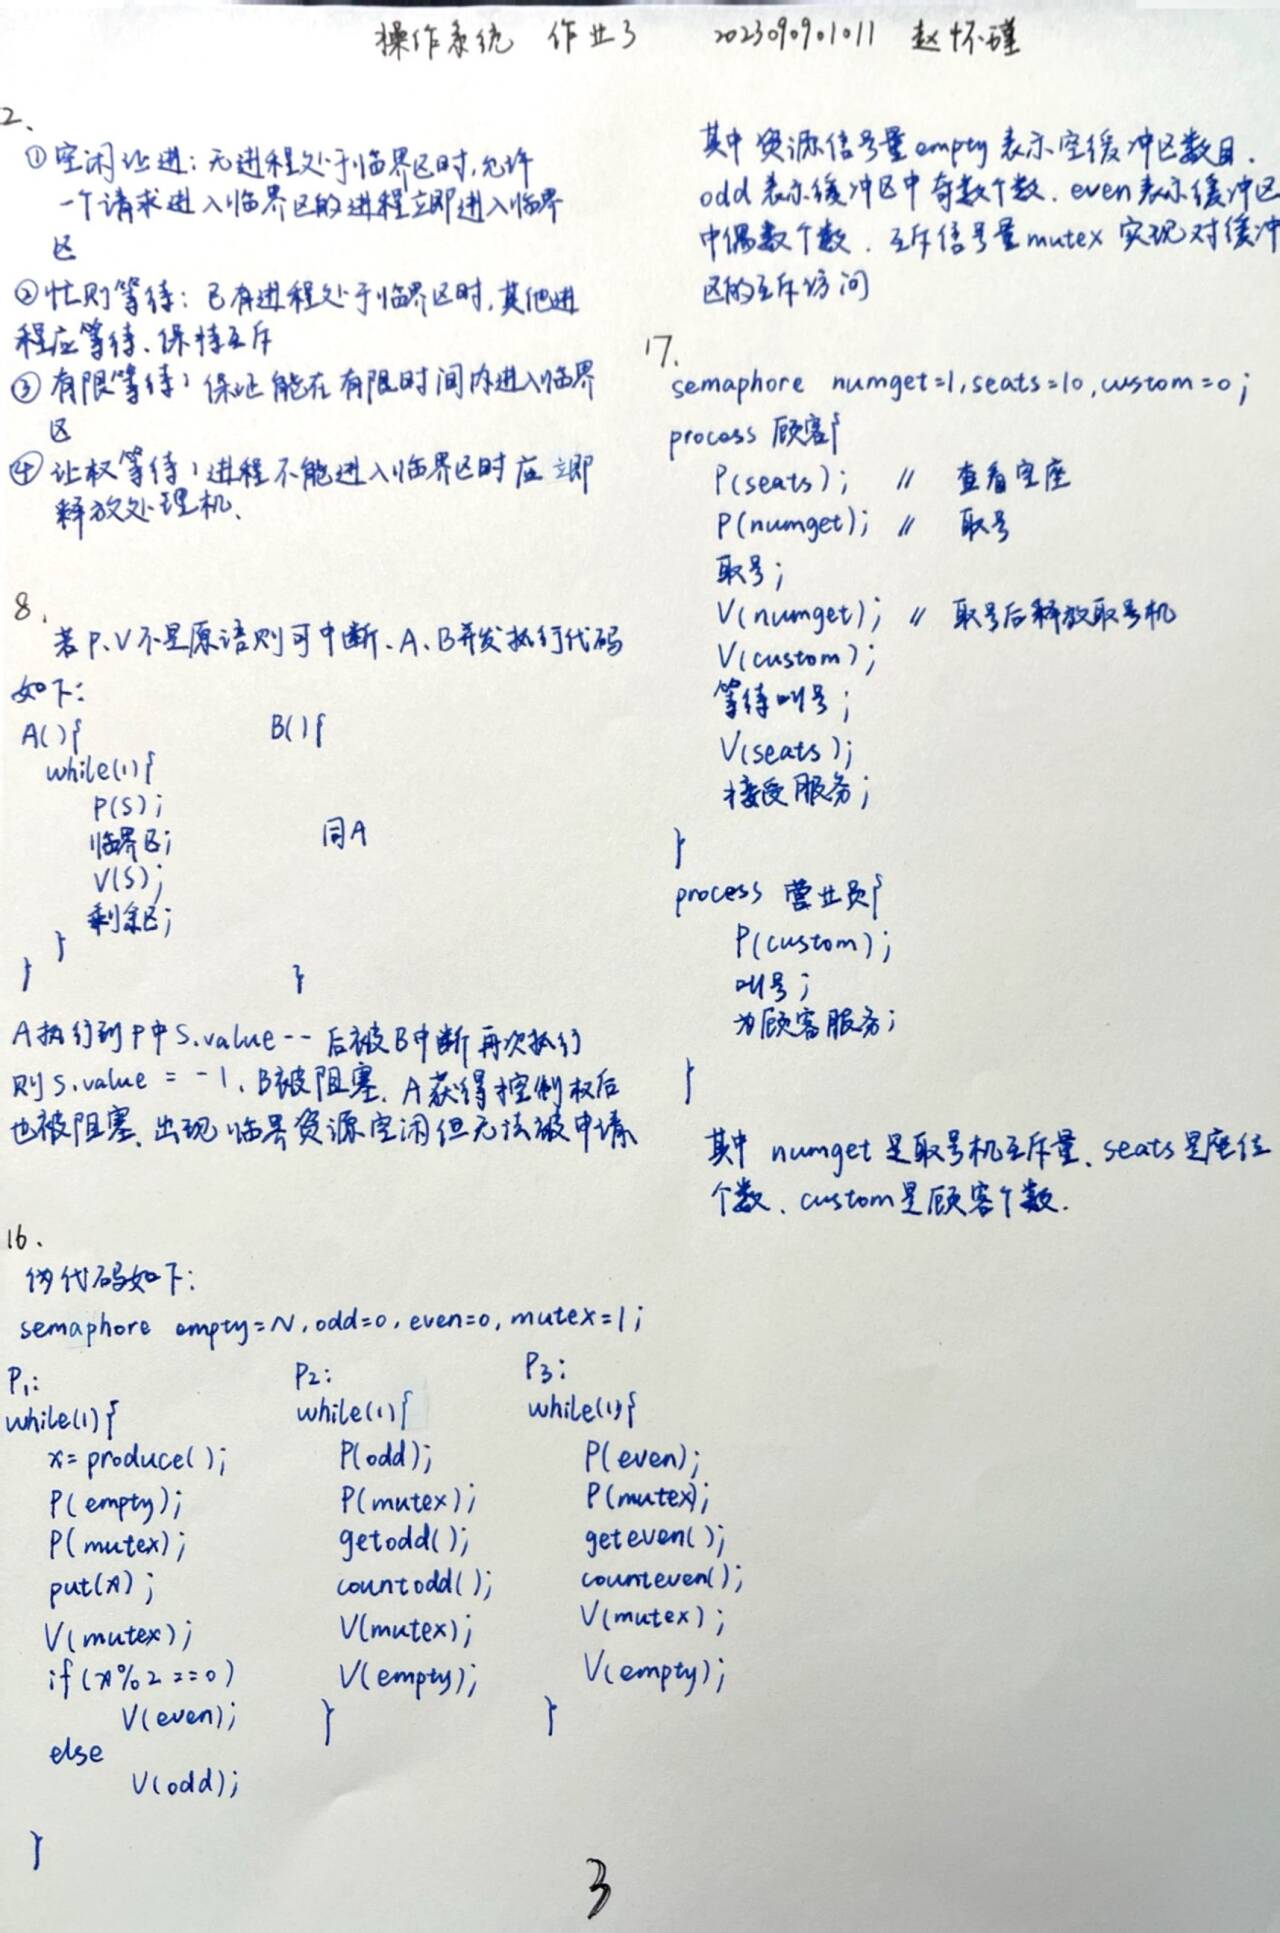 操作系统 作业3 2023090901011 赵怀瑾
2、
①空闲让进：无进程处于临界区时,允许
一个请求进入临界区的进程立即进入临界
区
②忙则等待：已有进程处于临界区时,其他进
程应等待、保持互斥
③有限等待：保证能在有限时间内进入临界
区
④让权等待：进程不能进入临界区时应立即
释放处理机、
8、
若P、V不是原语则可中断、A、B并发执行代码
如下：
A(){ B(){
while(1){
P(S);
临界区; 同A
V(S);
剩余区;
}
} }
A执行到P中S.value--后被B中断再次执行
则S.value = -1、B被阻塞、A获得控制权后
也被阻塞、出现临界资源空闲但无法被申请
16、
伪代码如下：
semaphore empty=N,odd=0,even=0,mutex=1;
P1:
while(1){
x=produce();
P(empty);
P(mutex);
put(x);
V(mutex);
if(x%2==0)
V(even);
else
V(odd);
}
P2:
while(1){
P(odd);
P(mutex);
getodd();
countodd();
V(mutex);
V(empty);
}
P3:
while(1){
P(even);
P(mutex);
geteven();
counteven();
V(mutex);
V(empty);
}
其中资源信号量empty表示空缓冲区数目.
odd表示缓冲区中奇数个数.even表示缓冲区
中偶数个数.互斥信号量mutex实现对缓冲
区的互斥访问
17.
semaphore numget=1,seats=10,custom=0;
process 顾客{
P(seats); // 查看空座
P(numget); // 取号
取号;
V(numget); // 取号后释放取号机
V(custom);
等待叫号;
V(seats);
接受服务;
}
process 营业员{
P(custom);
叫号;
为顾客服务;
}
其中 numget是取号机互斥量、seats是座位
个数、custom是顾客个数.
3